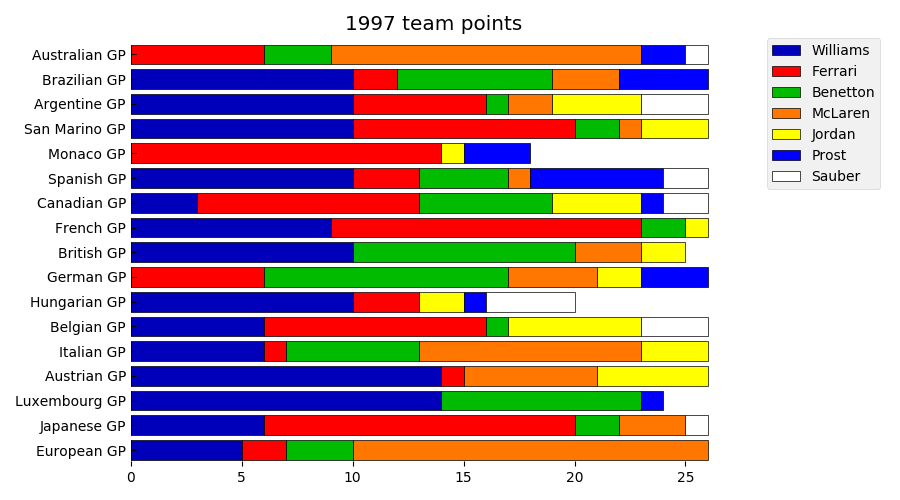 1997 team points
Australian GP
Brazilian GP
Argentine GP
San Marino GP
Monaco GP
Spanish GP
Canadian GP
French GP
British GP
German GP
Hungarian GP
Belgian GP
Italian GP
Austrian GP
Luxembourg GP
Japanese GP
European GP
0 5 10 15 20 25
Williams
Ferrari
Benetton
McLaren
Jordan
Prost
Sauber